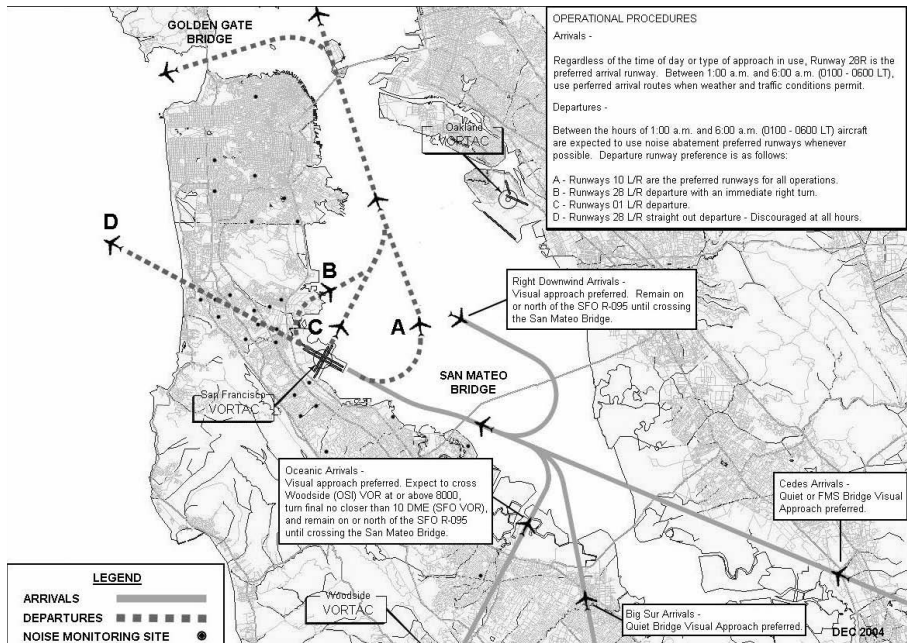 GOLDEN GATE
BRIDGE
OPERATIONAL PROCEDURES
Arrivals -
Regardless of the time of day or type of approach in use, Runway 28R is the
preferred arrival runway. Between 1:00 a.m. and 6:00 a.m. (0100 - 0600 LT),
use perferred arrival routes when weather and traffic conditions permit.
Departures -
Between the hours of 1:00 a.m. and 6:00 a.m. (0100 - 0600 LT) aircraft
are expected to use noise abatement preferred runways whenever
possible. Departure runway preference is as follows:
A - Runways 10 L/R are the preferred runways for all operations.
B - Runways 28 L/R departure with an immediate right turn.
C - Runways 01 L/R departure.
D - Runways 28 L/R straight out departure - Discouraged at all hours.
Oakland
VORTAC
D
B
C
A
Right Downwind Arrivals -
Visual approach preferred. Remain on
or north of the SFO R-095 until crossing
the San Mateo Bridge.
SAN MATEO
BRIDGE
San Francisco
VORTAC
Oceanic Arrivals -
Visual approach preferred. Expect to cross
Woodside (OSI) VOR at or above 8000,
turn final no closer than 10 DME (SFO VOR),
and remain on or north of the SFO R-095
until crossing the San Mateo Bridge.
Cedes Arrivals -
Quiet or FMS Bridge Visual
Approach preferred.
LEGEND
ARRIVALS
DEPARTURES
NOISE MONITORING SITE
Woodside
VORTAC
Big Sur Arrivals -
Quiet Bridge Visual Approach preferred.
DEC 2004